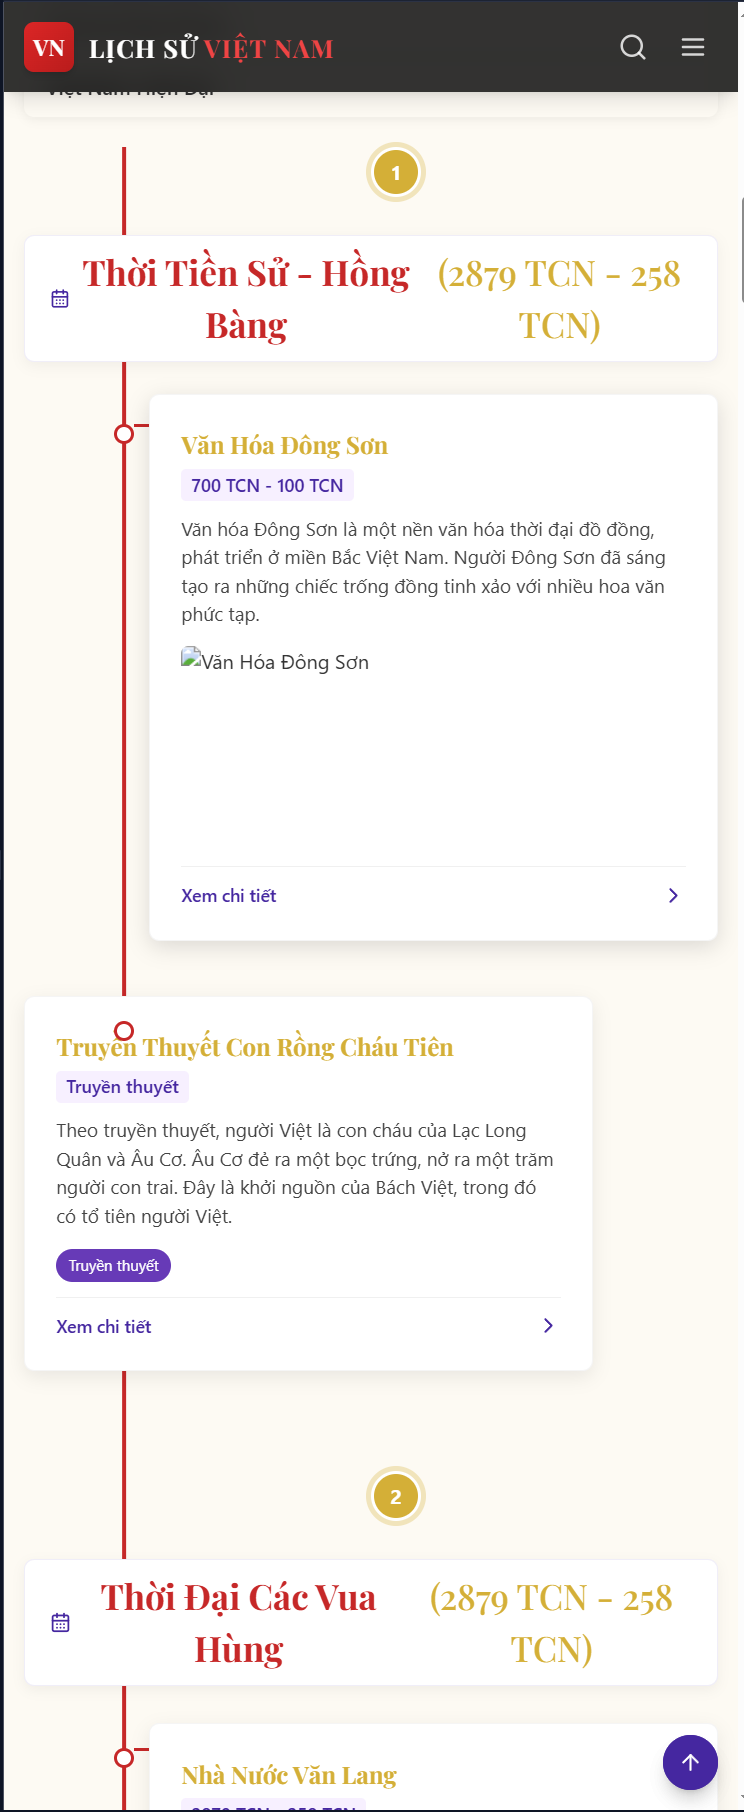 VN LỊCH SỬ VIỆT NAM
Việt Nam Hiện Đại
1
Thời Tiền Sử - Hồng Bàng
(2879 TCN - 258 TCN)
Văn Hóa Đông Sơn
700 TCN - 100 TCN
Văn hóa Đông Sơn là một nền văn hóa thời đại đồ đồng,
phát triển ở miền Bắc Việt Nam. Người Đông Sơn đã sáng
tạo ra những chiếc trống đồng tinh xảo với nhiều hoa văn
phức tạp.
Văn Hóa Đông Sơn
Xem chi tiết
Truyền Thuyết Con Rồng Cháu Tiên
Truyền thuyết
Theo truyền thuyết, người Việt là con cháu của Lạc Long
Quân và Âu Cơ. Âu Cơ đẻ ra một bọc trứng, nở ra một trăm
người con trai. Đây là khởi nguồn của Bách Việt, trong đó
có tổ tiên người Việt.
Truyền thuyết
Xem chi tiết
2
Thời Đại Các Vua Hùng
(2879 TCN - 258 TCN)
Nhà Nước Văn Lang